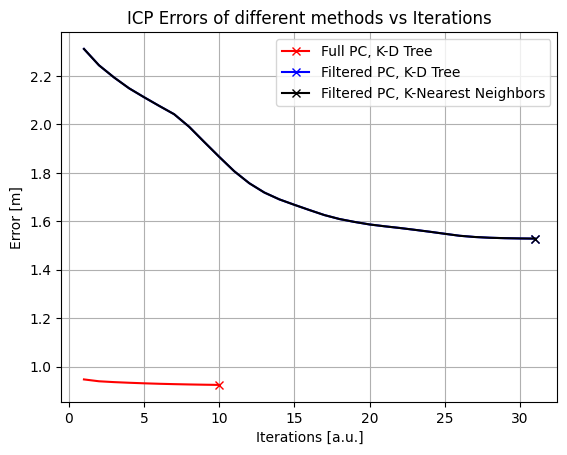 ICP Errors of different methods vs Iterations
Full PC, K-D Tree
Filtered PC, K-D Tree
Filtered PC, K-Nearest Neighbors
Error [m]
2.2
2.0
1.8
1.6
1.4
1.2
1.0
0
5
10
15
20
25
30
Iterations [a.u.]